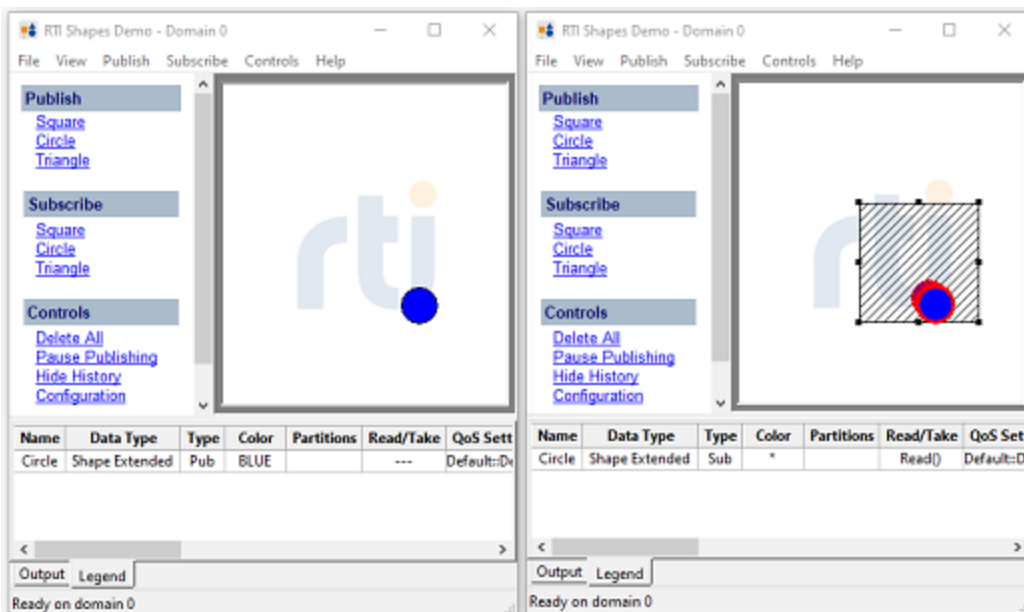 RTI Shapes Demo - Domain 0
File View Publish Subscribe Controls Help
Publish
Square
Circle
Triangle
Subscribe
Square
Circle
Triangle
Controls
Delete All
Pause Publishing
Hide History
Configuration
rti
Name Data Type Type Color Partitions Read/Take QoS Sett
Circle Shape Extended Pub BLUE --- Default::De
Output Legend
Ready on domain 0
RTI Shapes Demo - Domain 0
File View Publish Subscribe Controls Help
Publish
Square
Circle
Triangle
Subscribe
Square
Circle
Triangle
Controls
Delete All
Pause Publishing
Hide History
Configuration
rti
Name Data Type Type Color Partitions Read/Take QoS Set
Circle Shape Extended Sub * Read() Default::D
Output Legend
Ready on domain 0